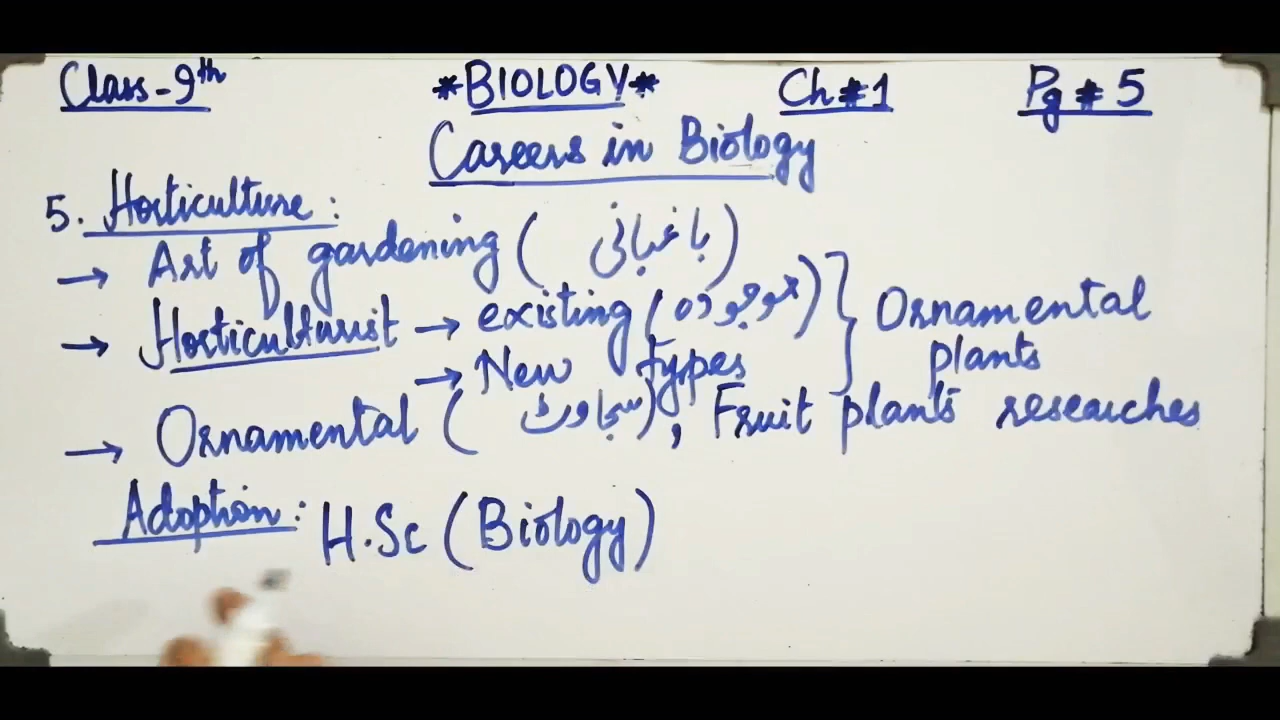 Class-9th *BIOLOGY* Ch#1 Pg#5
Careers in Biology
5. Horticulture:
→ Art of gardening (باغبانی)
→ Horticulturist → existing (موجودہ) } Ornamental
→ New types plants
→ Ornamental (سجاوٹ), Fruit plants researches
Adoption: H.Sc (Biology)